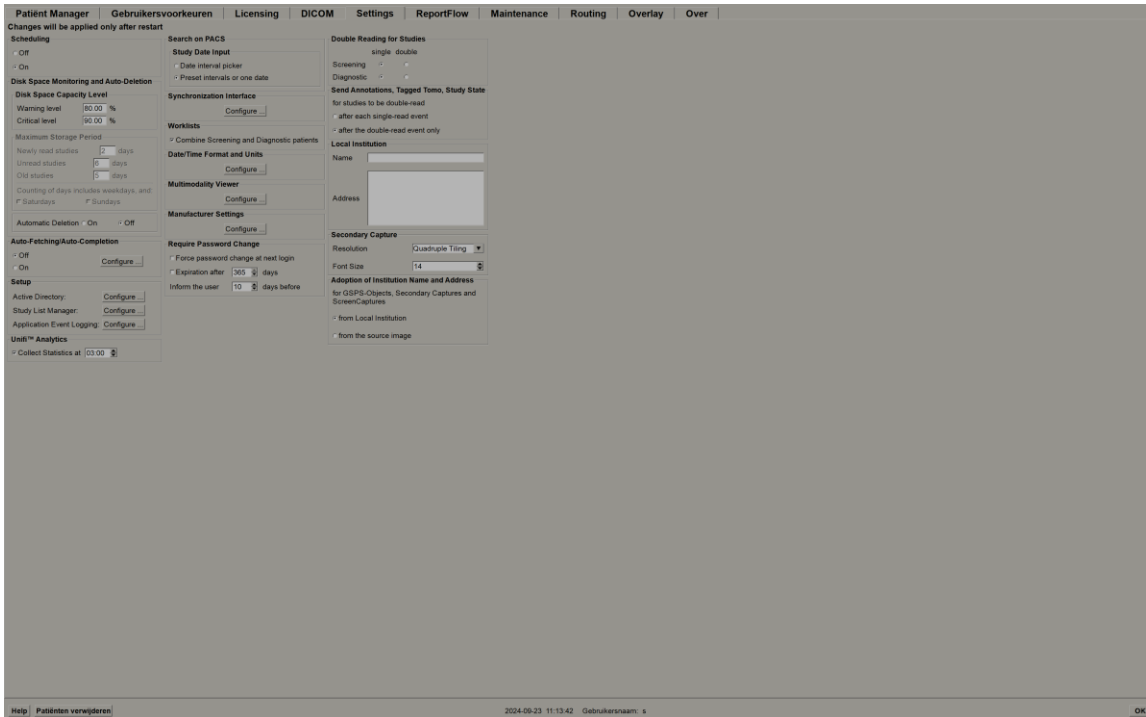 Patiënt Manager Gebruikersvoorkeuren Licensing DICOM Settings ReportFlow Maintenance Routing Overlay Over
Changes will be applied only after restart
Scheduling
Off
On
Disk Space Monitoring and Auto-Deletion
Disk Space Capacity Level
Warning level 80.00 %
Critical level 90.00 %
Maximum Storage Period
Newly read studies 2 days
Unread studies 6 days
Old studies 5 days
Counting of days includes weekdays, and:
Saturdays Sundays
Automatic Deletion On Off
Auto-Fetching/Auto-Completion
Off
On
Configure ...
Setup
Active Directory: Configure ...
Study List Manager: Configure ...
Application Event Logging: Configure ...
Unifi™ Analytics
Collect Statistics at 03:00
Search on PACS
Study Date Input
Date interval picker
Preset intervals or one date
Synchronization Interface
Configure ...
Worklists
Combine Screening and Diagnostic patients
Date/Time Format and Units
Configure ...
Multimodality Viewer
Configure ...
Manufacturer Settings
Configure ...
Require Password Change
Force password change at next login
Expiration after 365 days
Inform the user 10 days before
Double Reading for Studies
single double
Screening
Diagnostic
Send Annotations, Tagged Tomo, Study State
for studies to be double-read
after each single-read event
after the double-read event only
Local Institution
Name
Address
Secondary Capture
Resolution Quadruple Tiling
Font Size 14
Adoption of Institution Name and Address
for GSPS-Objects, Secondary Captures and
ScreenCaptures
from Local Institution
from the source image
Help Patiënten verwijderen 2024-09-23 11:13:42 Gebruikersnaam: s OK